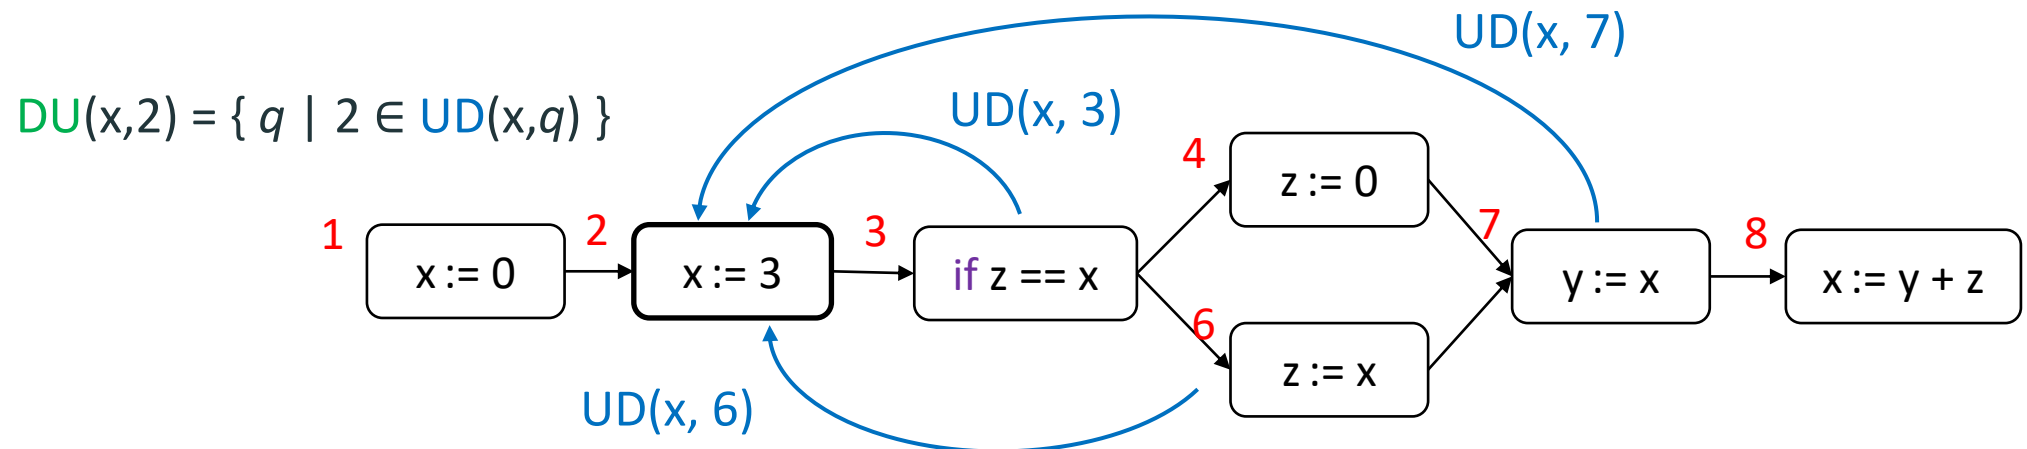 UD(x, 7)
DU(x,2) = { q | 2 ∈ UD(x,q) }
UD(x, 3)
4
z := 0
1
x := 0
2
x := 3
3
if z == x
7
y := x
8
x := y + z
6
z := x
UD(x, 6)